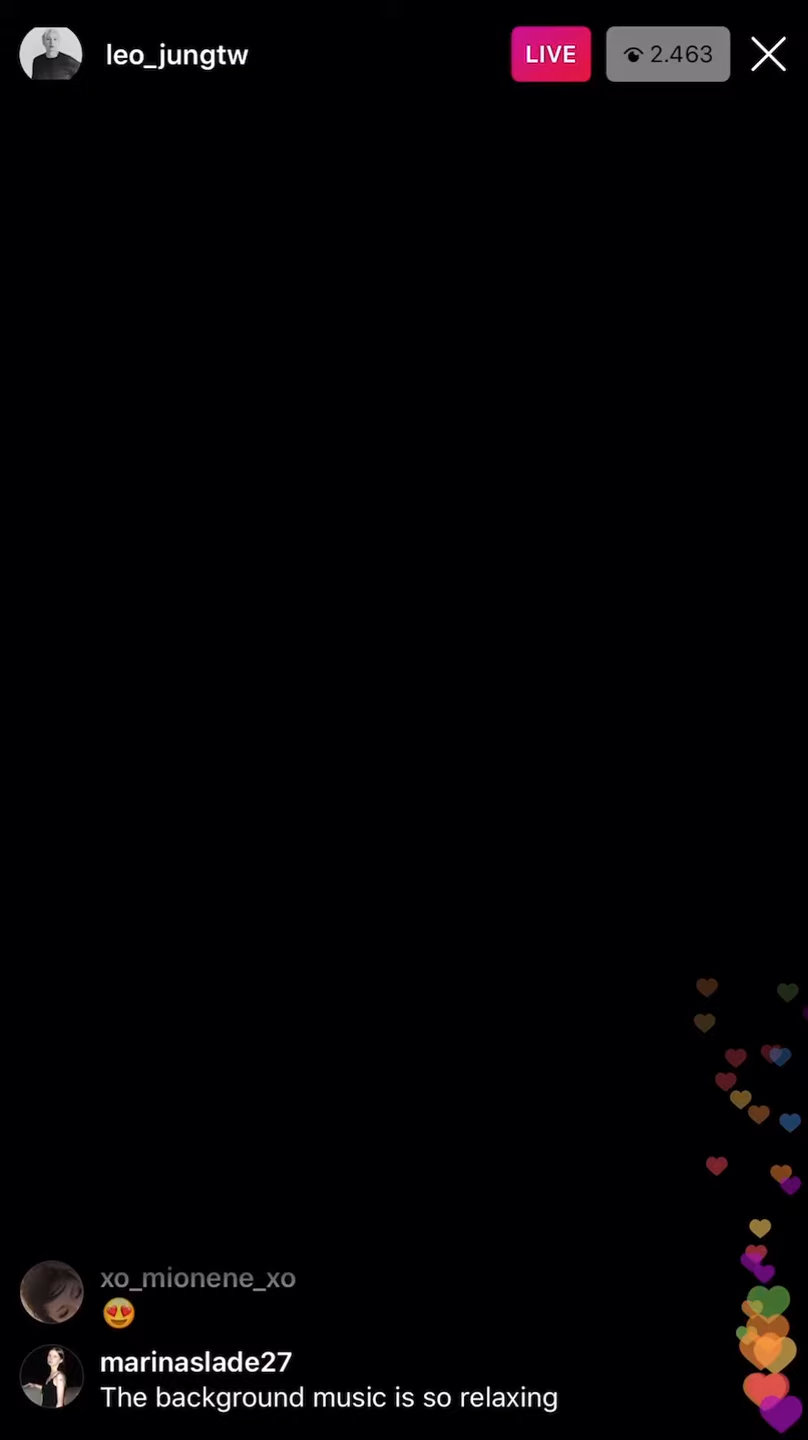 leo_jungtw
LIVE
2.463
xo_mionene_xo
😍
marinaslade27
The background music is so relaxing